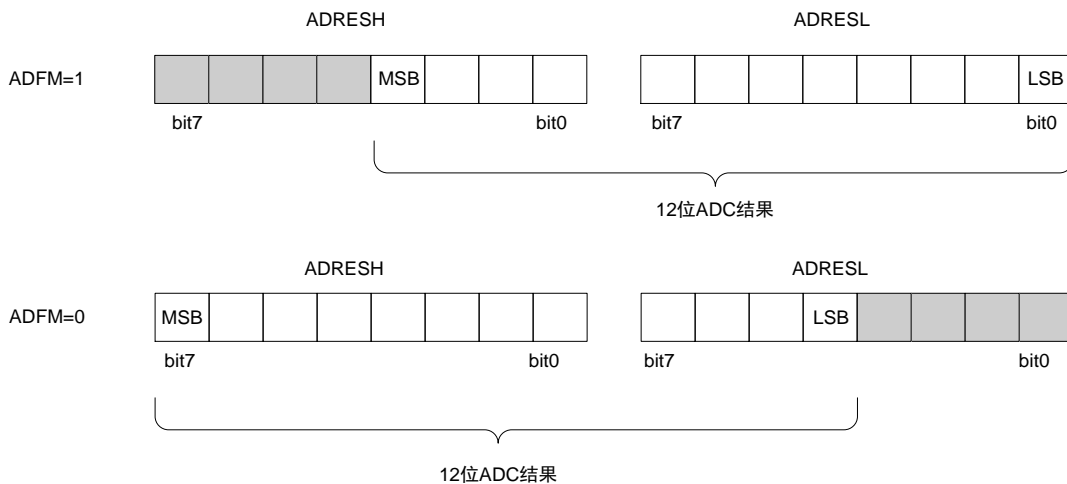 ADRESH ADRESL
ADFM=1 MSB LSB
bit7 bit0 bit7 bit0
12位ADC结果
ADRESH ADRESL
ADFM=0 MSB LSB
bit7 bit0 bit7 bit0
12位ADC结果